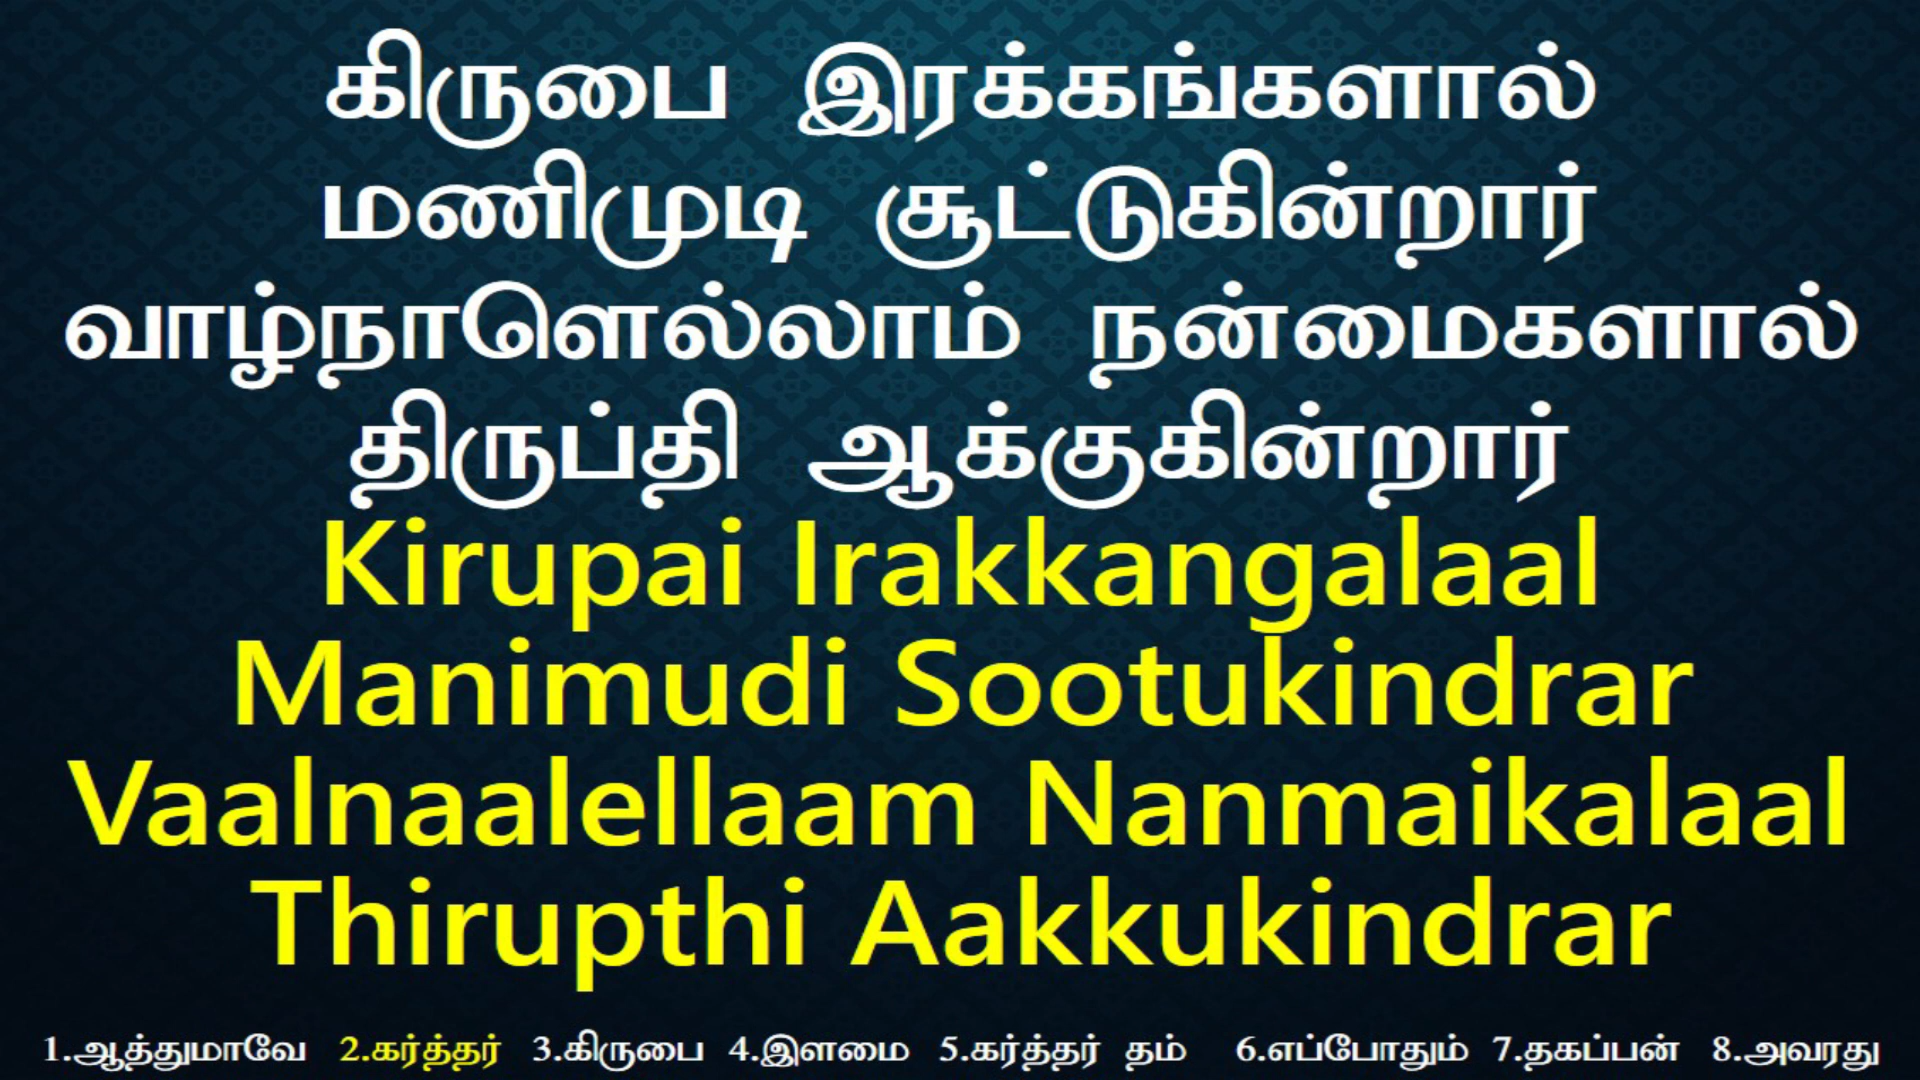 கிருபை இரக்கங்களால்
மணிமுடி சூட்டுகின்றார்
வாழ்நாளெல்லாம் நன்மைகளால்
திருப்தி ஆக்குகின்றார்
Kirupai Irakkangalaal
Manimudi Sootukindrar
Vaalnaalellaam Nanmaikalaal
Thirupthi Aakkukindrar
1.ஆத்துமாவே 2.கர்த்தர் 3.கிருபை 4.இளமை 5.கர்த்தர் தம் 6.எப்போதும் 7.தகப்பன் 8.அவரது